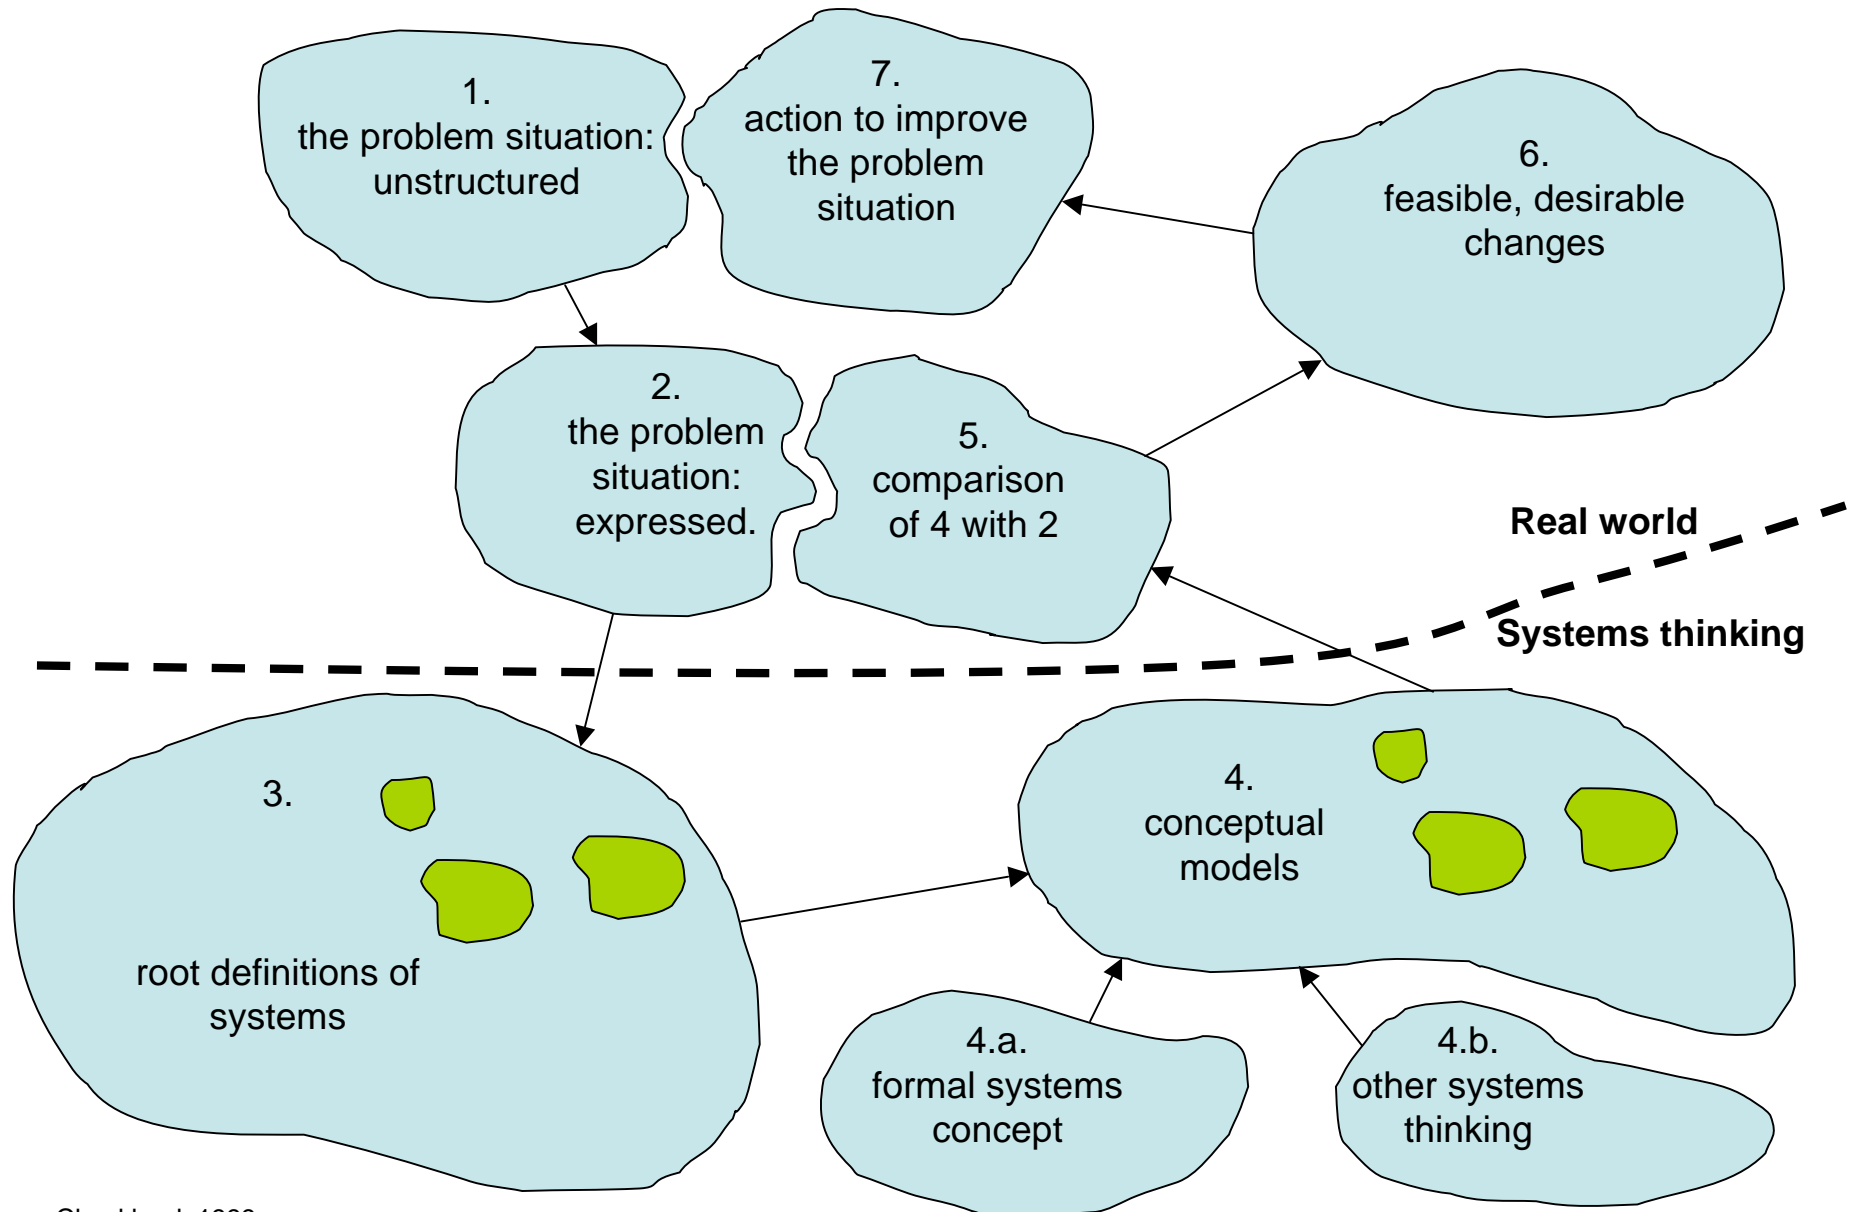 1.
the problem situation:
unstructured
7.
action to improve
the problem
situation
6.
feasible, desirable
changes
2.
the problem
situation:
expressed.
5.
comparison
of 4 with 2
Real world
Systems thinking
3.
root definitions of
systems
4.
conceptual
models
4.a.
formal systems
concept
4.b.
other systems
thinking